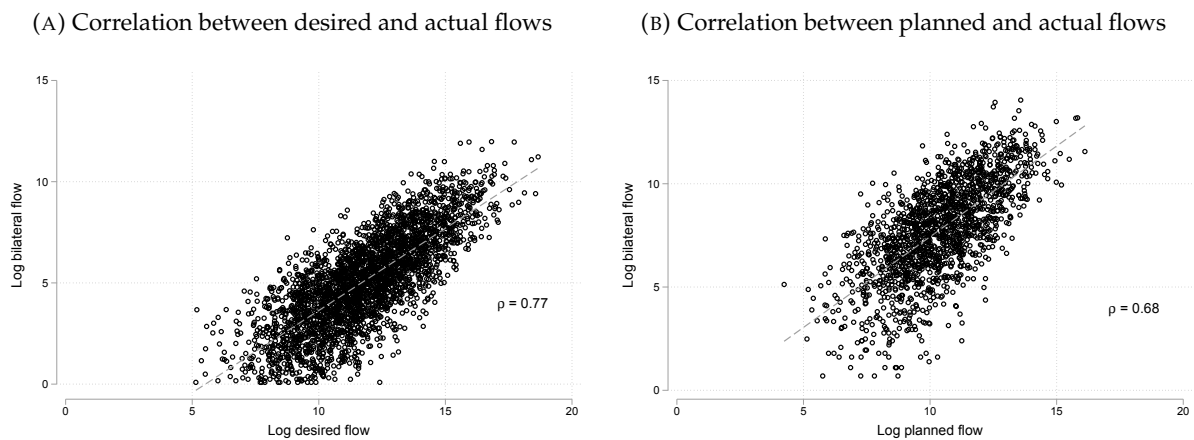 (A) Correlation between desired and actual flows
15
10
5
0
Log bilateral flow
ρ = 0.77
0 5 10 15 20
Log desired flow
(B) Correlation between planned and actual flows
15
10
5
0
Log bilateral flow
ρ = 0.68
0 5 10 15 20
Log planned flow